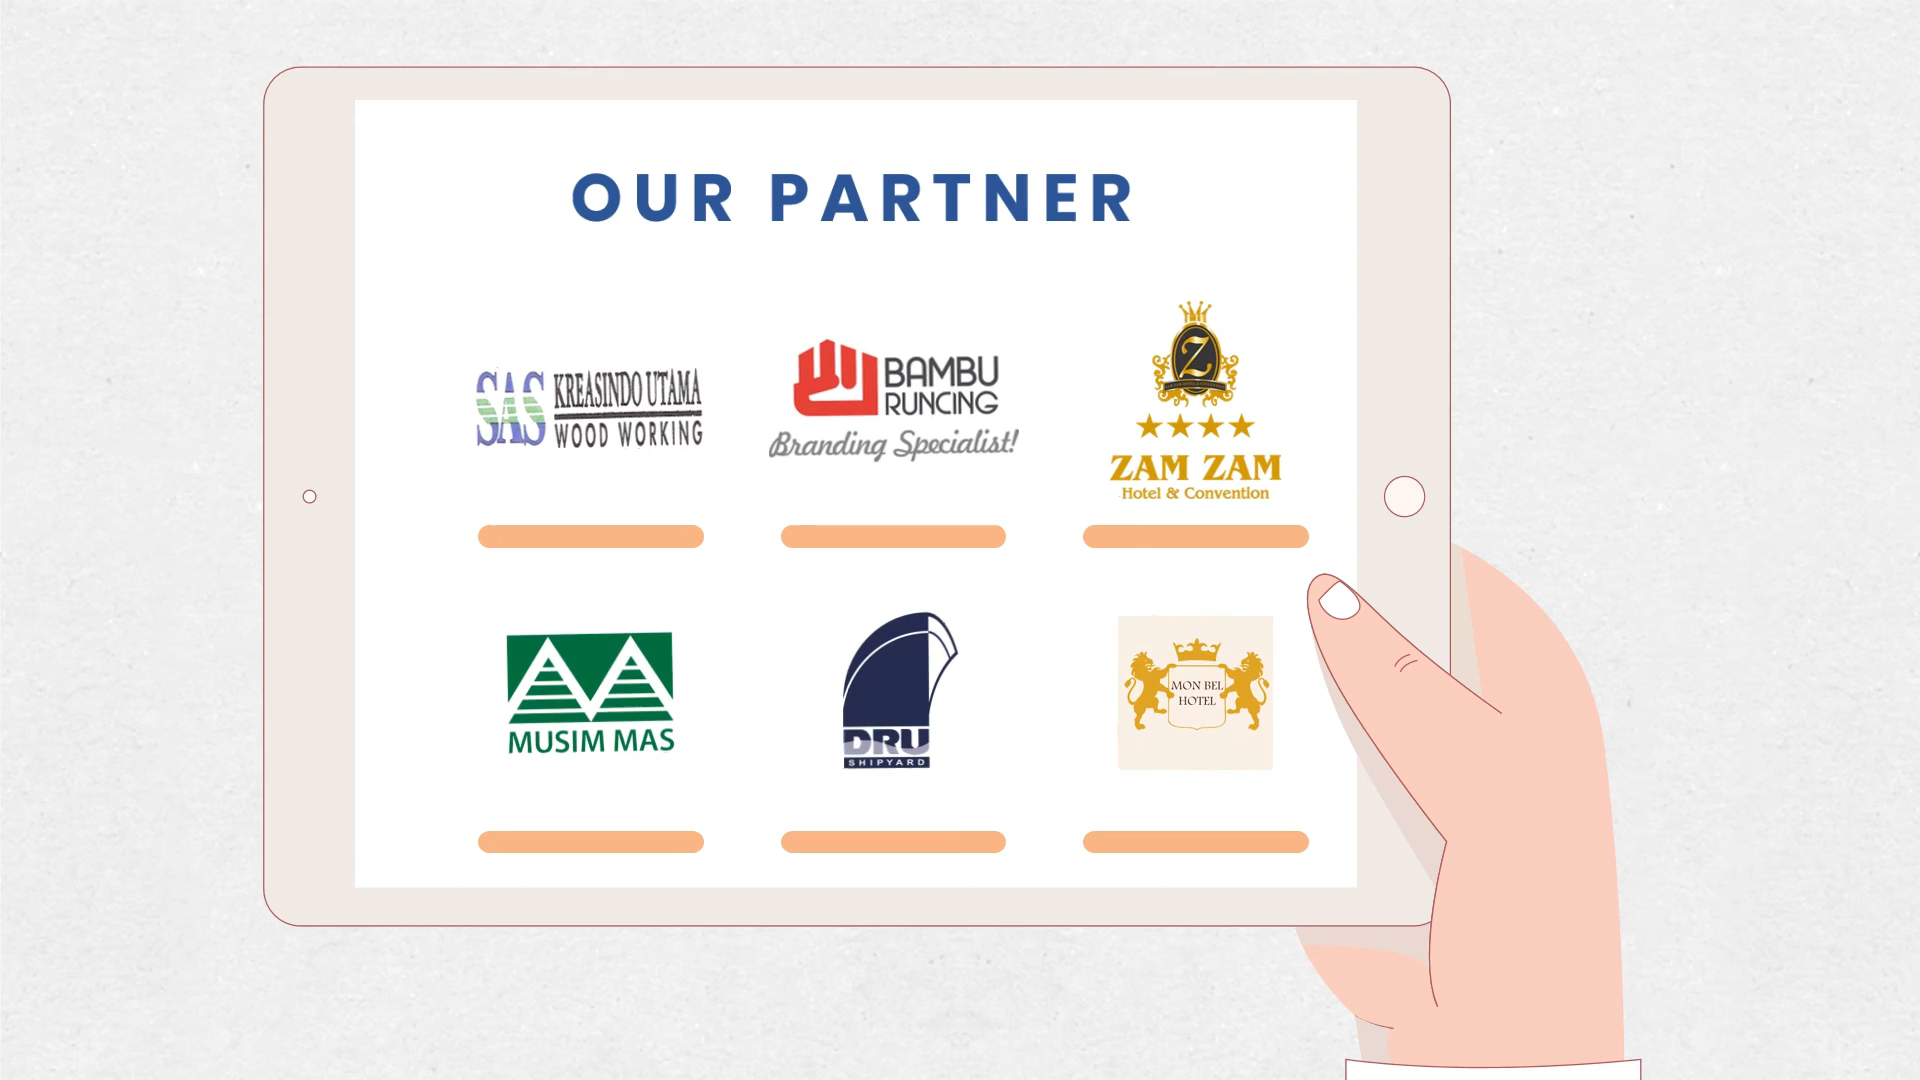 OUR PARTNER
SAS KREASINDO UTAMA
WOOD WORKING
BAMBU
RUNCING
Branding Specialist!
Z
ZAM ZAM
Hotel & Convention
MUSIM MAS
DRU
SHIPYARD
MON BEL
HOTEL